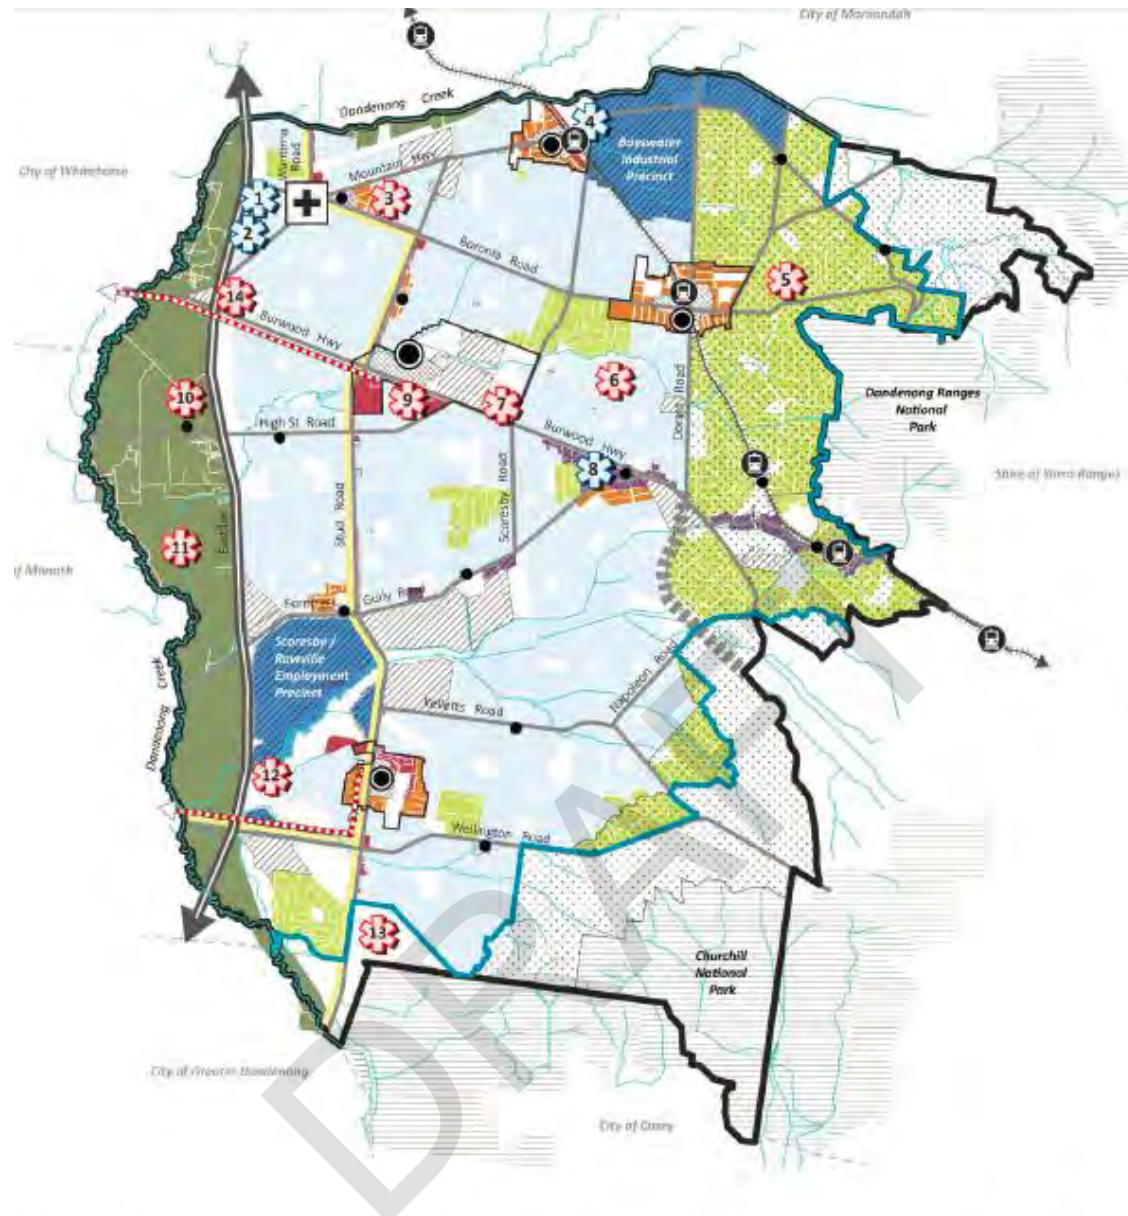 City of Maroondah
Dandenong Creek
City of Whitehorse
Wantirna
Road
Mountain Hwy
4
Bayswater
Industrial
Precinct
1
2
3
Boronia Road
5
14
Burwood Hwy
6
Dorset Road
Dandenong Ranges
National
Park
10
9
7
High St Road
Burwood Hwy
8
Shire of Yarra Ranges
Stud Road
Scoresby Road
11
Gully Road
Scoresby /
Rowville
Employment
Precinct
Dandenong Creek
Napoleon Road
Kelletts Road
12
Wellington Road
13
Churchill
National
Park
City of Greater Dandenong
City of Casey
DRAFT